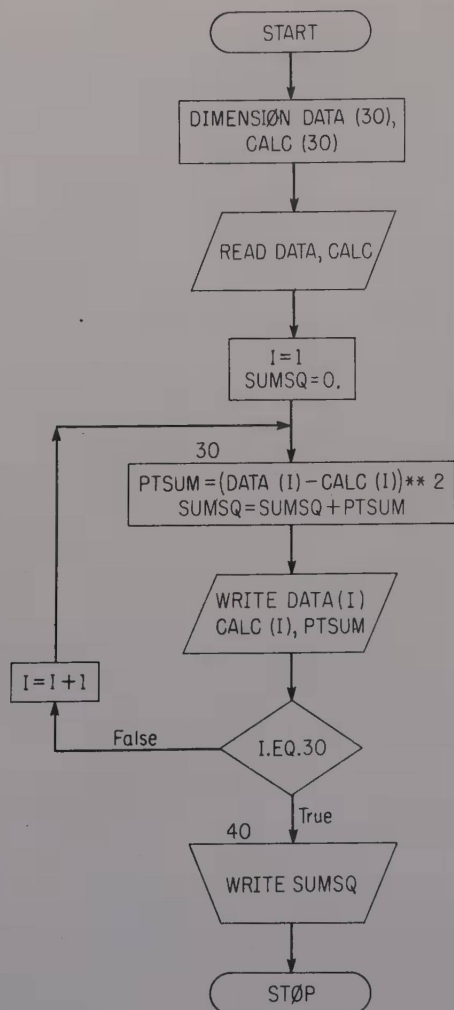 START
DIMENSIØN DATA (30),
CALC (30)
READ DATA, CALC
I=1
SUMSQ=0.
30
PTSUM=(DATA (I)-CALC (I))** 2
SUMSQ=SUMSQ+PTSUM
WRITE DATA(I)
CALC (I), PTSUM
I=I+1
False
I.EQ.30
True
40
WRITE SUMSQ
STØP